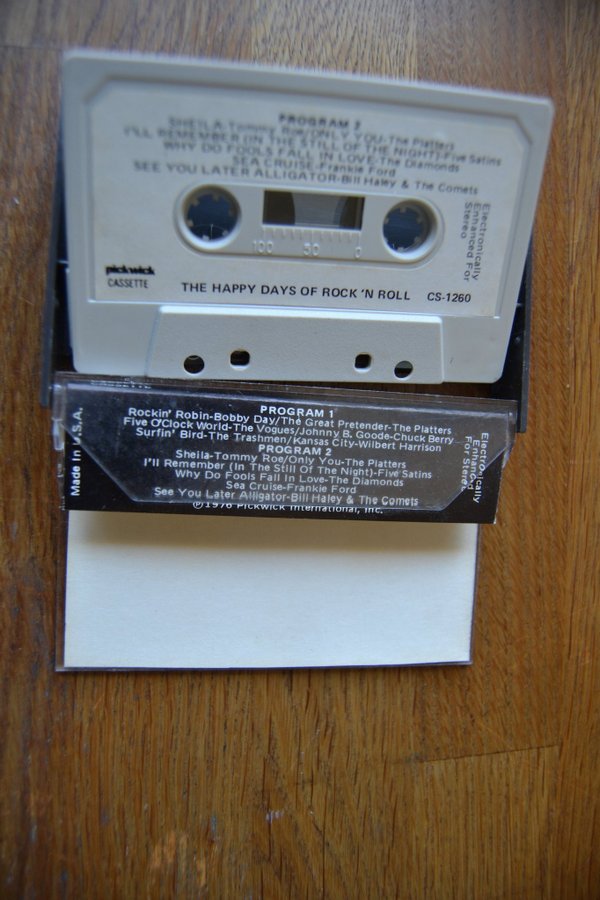 PROGRAM 2
SHEILA-Tommy Roe/ONLY YOU-The Platters
I'LL REMEMBER (IN THE STILL OF THE NIGHT)-Five Satins
WHY DO FOOLS FALL IN LOVE-The Diamonds
SEA CRUISE-Frankie Ford
SEE YOU LATER ALLIGATOR-Bill Haley & The Comets
Electronically
Enhanced For
Stereo
100 50 0
pickwick
CASSETTE
THE HAPPY DAYS OF ROCK 'N ROLL CS-1260
CASSETTE
Made in U.S.A.
PROGRAM 1
Rockin' Robin-Bobby Day/The Great Pretender-The Platters
Five O'Clock World-The Vogues/Johnny B. Goode-Chuck Berry
Surfin' Bird-The Trashmen/Kansas City-Wilbert Harrison
PROGRAM 2
Sheila-Tommy Roe/Only You-The Platters
I'll Remember (In The Still Of The Night)-Five Satins
Why Do Fools Fall In Love-The Diamonds
Sea Cruise-Frankie Ford
See You Later Alligator-Bill Haley & The Comets
Electronically
Enhanced
For Stereo
©1976 Pickwick International, Inc.